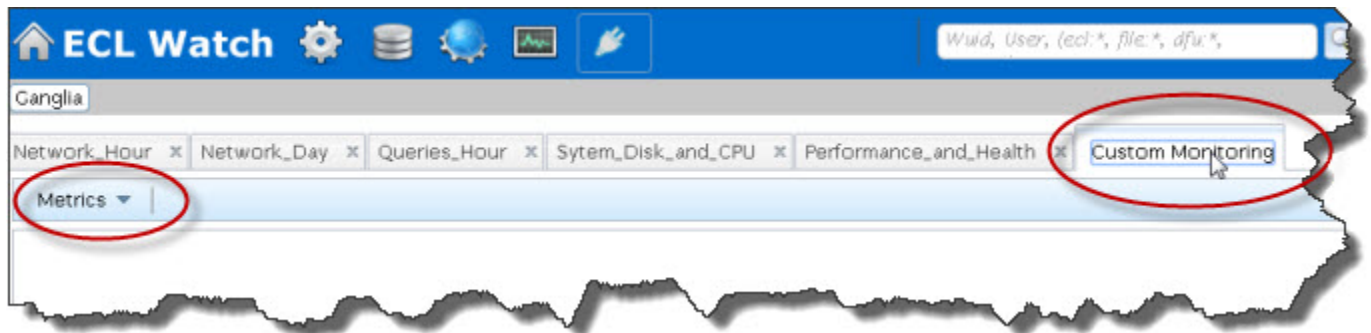 ECL Watch
Wuid, User, (ecl:*, file:*, dfu:*,
Ganglia
Network_Hour x Network_Day x Queries_Hour x Sytem_Disk_and_CPU x Performance_and_Health x Custom Monitoring
Metrics